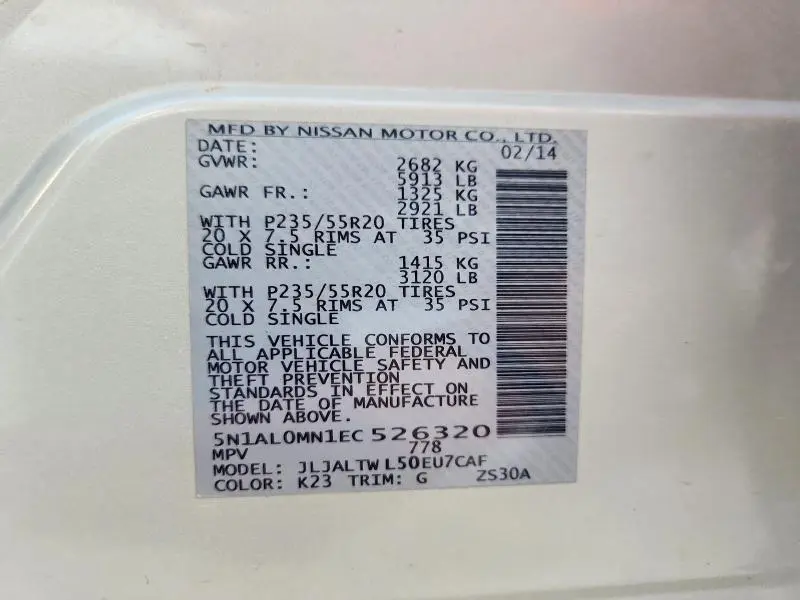 MFD BY NISSAN MOTOR CO., LTD.
DATE: 02/14
GVWR: 2682 KG
5913 LB
GAWR FR.: 1325 KG
2921 LB
WITH P235/55R20 TIRES
20 X 7.5 RIMS AT 35 PSI
COLD SINGLE
GAWR RR.: 1415 KG
3120 LB
WITH P235/55R20 TIRES
20 X 7.5 RIMS AT 35 PSI
COLD SINGLE
THIS VEHICLE CONFORMS TO
ALL APPLICABLE FEDERAL
MOTOR VEHICLE SAFETY AND
THEFT PREVENTION
STANDARDS IN EFFECT ON
THE DATE OF MANUFACTURE
SHOWN ABOVE.
5N1AL0MN1EC 526320
MPV 778
MODEL: JLJALTW L50EU7CAF
COLOR: K23 TRIM: G ZS30A